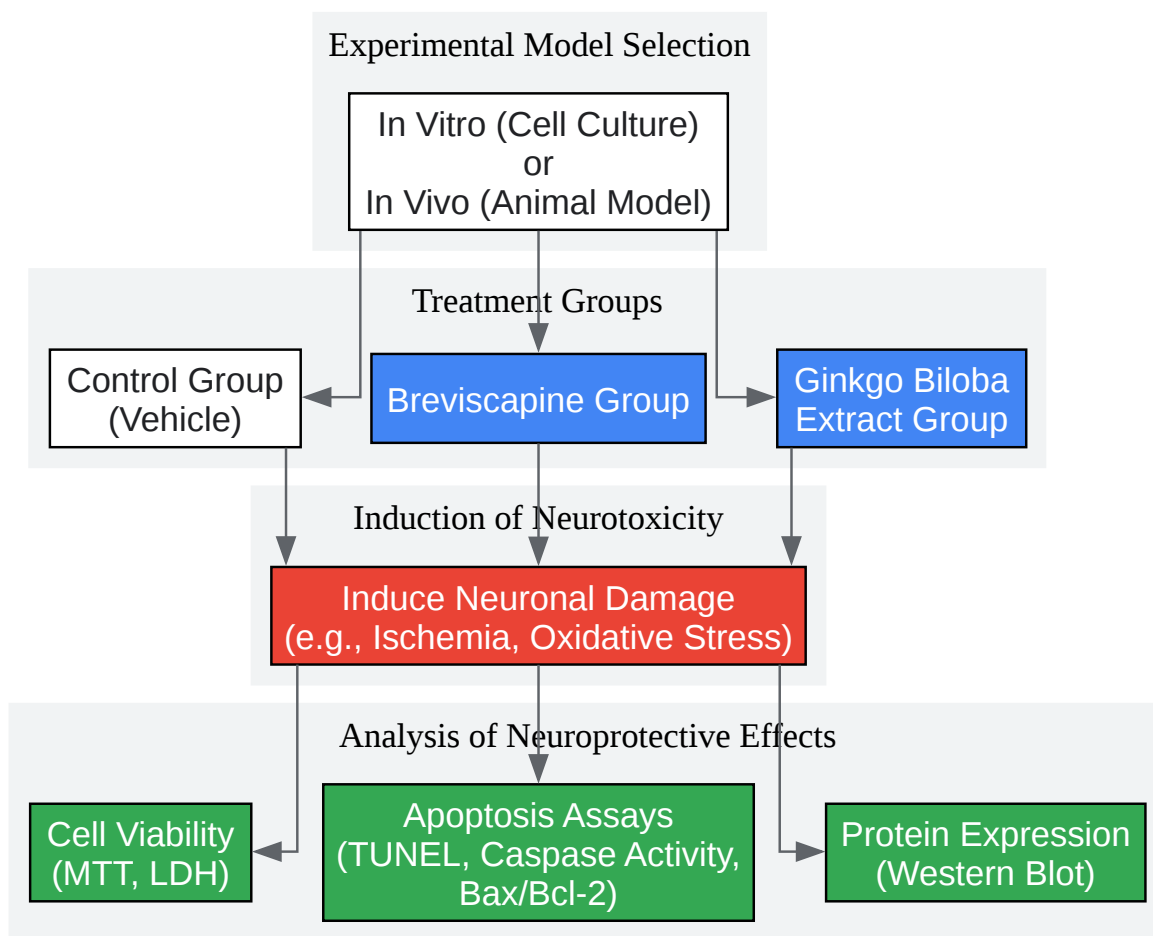 Experimental Model Selection
In Vitro (Cell Culture)
or
In Vivo (Animal Model)
Treatment Groups
Control Group
(Vehicle)
Breviscapine Group
Ginkgo Biloba
Extract Group
Induction of Neurotoxicity
Induce Neuronal Damage
(e.g., Ischemia, Oxidative Stress)
Analysis of Neuroprotective Effects
Cell Viability
(MTT, LDH)
Apoptosis Assays
(TUNEL, Caspase Activity,
Bax/Bcl-2)
Protein Expression
(Western Blot)